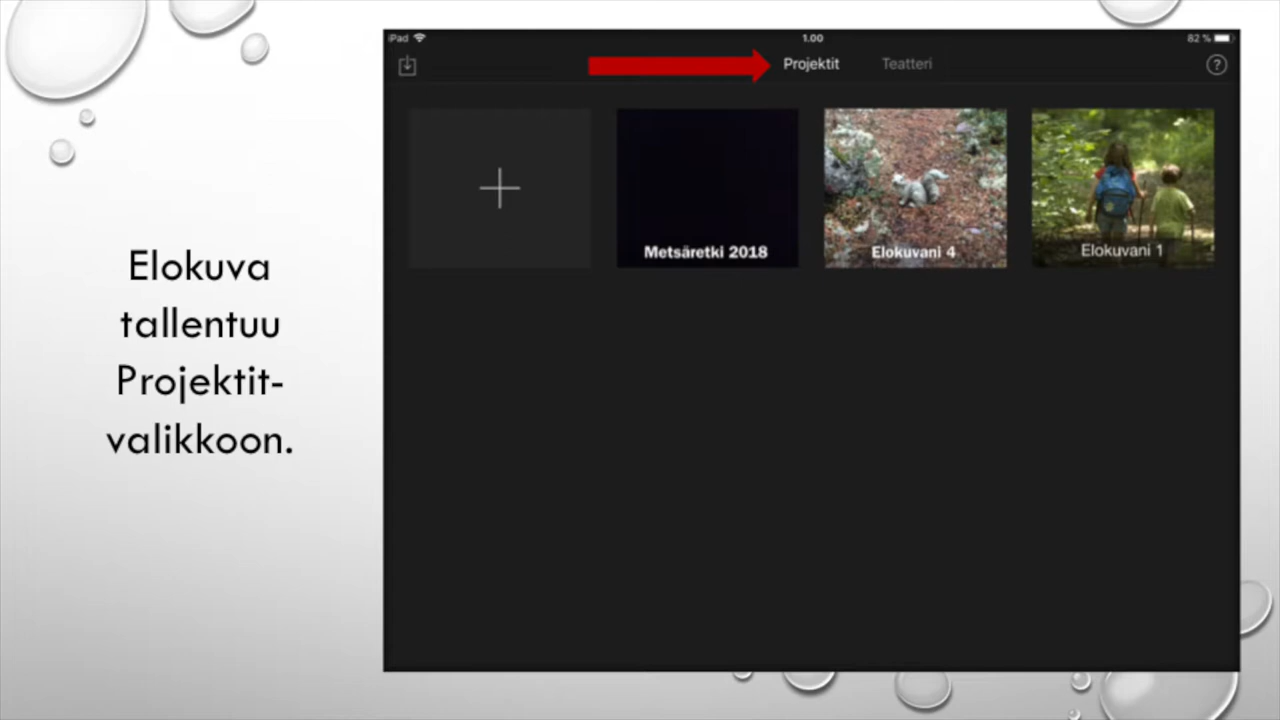 Elokuva
tallentuu
Projektit-
valikkoon.
iPad 1.00 82 %
Projektit Teatteri ?
Metsäretki 2018 Elokuvani 4 Elokuvani 1